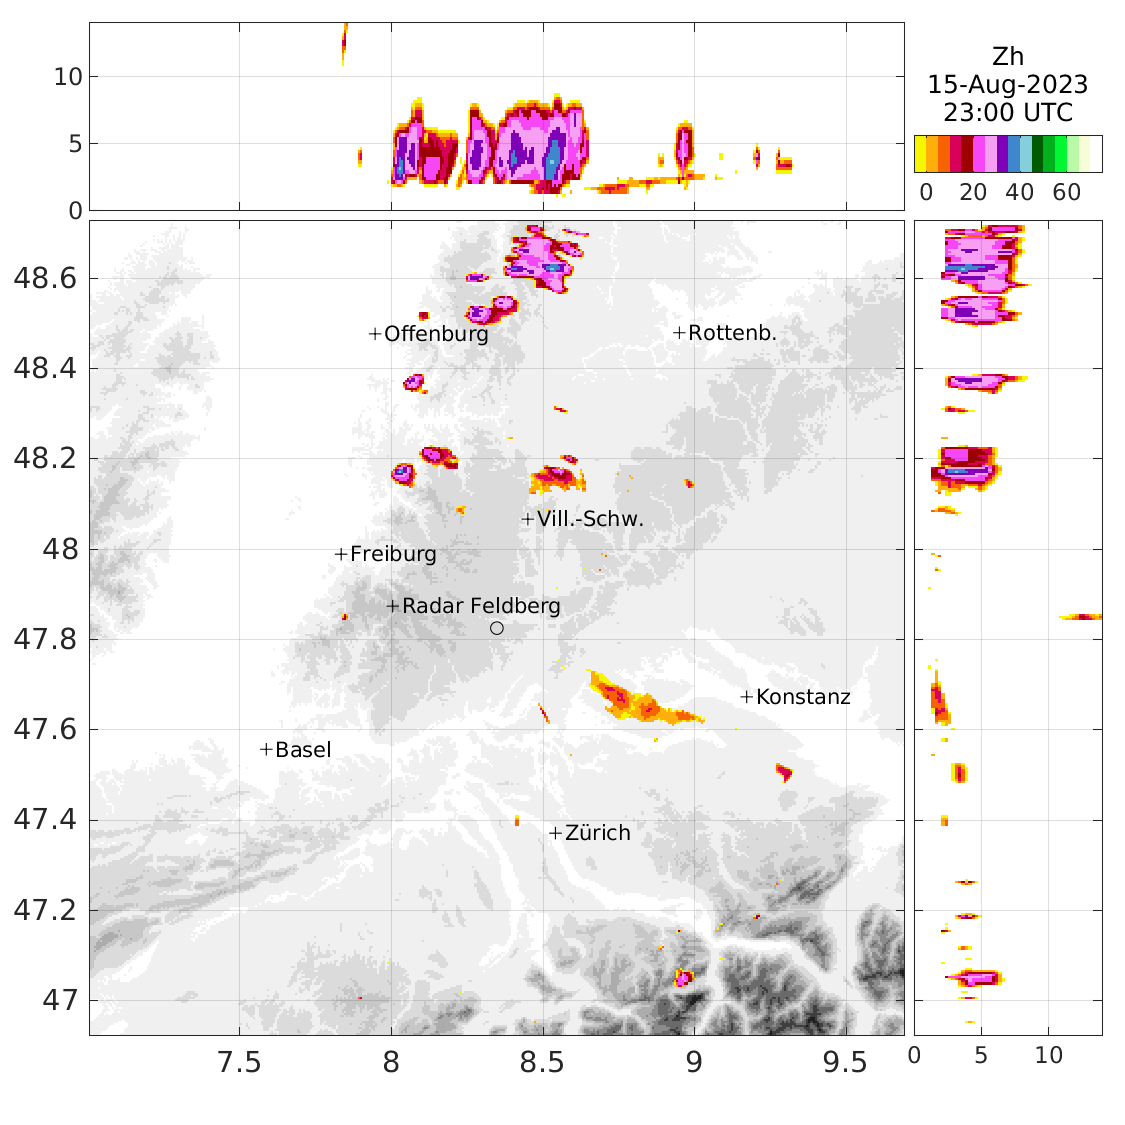 Zh
15-Aug-2023
23:00 UTC
0 20 40 60
10
5
0
48.6
Offenburg
Rottenb.
48.4
48.2
Vill.-Schw.
48
Freiburg
Radar Feldberg
47.8
Konstanz
47.6
Basel
47.4
Zürich
47.2
47
7.5 8 8.5 9 9.5
0 5 10